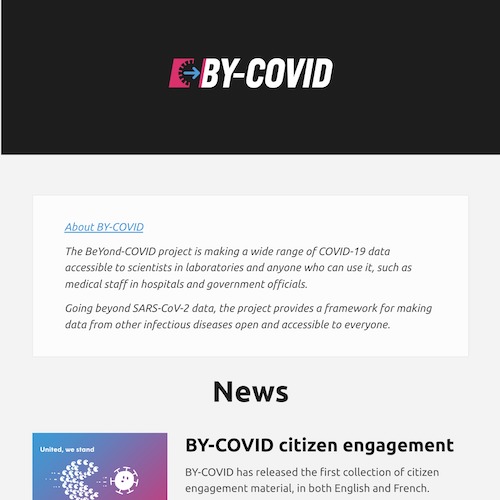 BY-COVID
About BY-COVID
The BeYond-COVID project is making a wide range of COVID-19 data
accessible to scientists in laboratories and anyone who can use it, such as
medical staff in hospitals and government officials.
Going beyond SARS-CoV-2 data, the project provides a framework for making
data from other infectious diseases open and accessible to everyone.
News
United, we stand
BY-COVID citizen engagement
BY-COVID has released the first collection of citizen
engagement material, in both English and French.